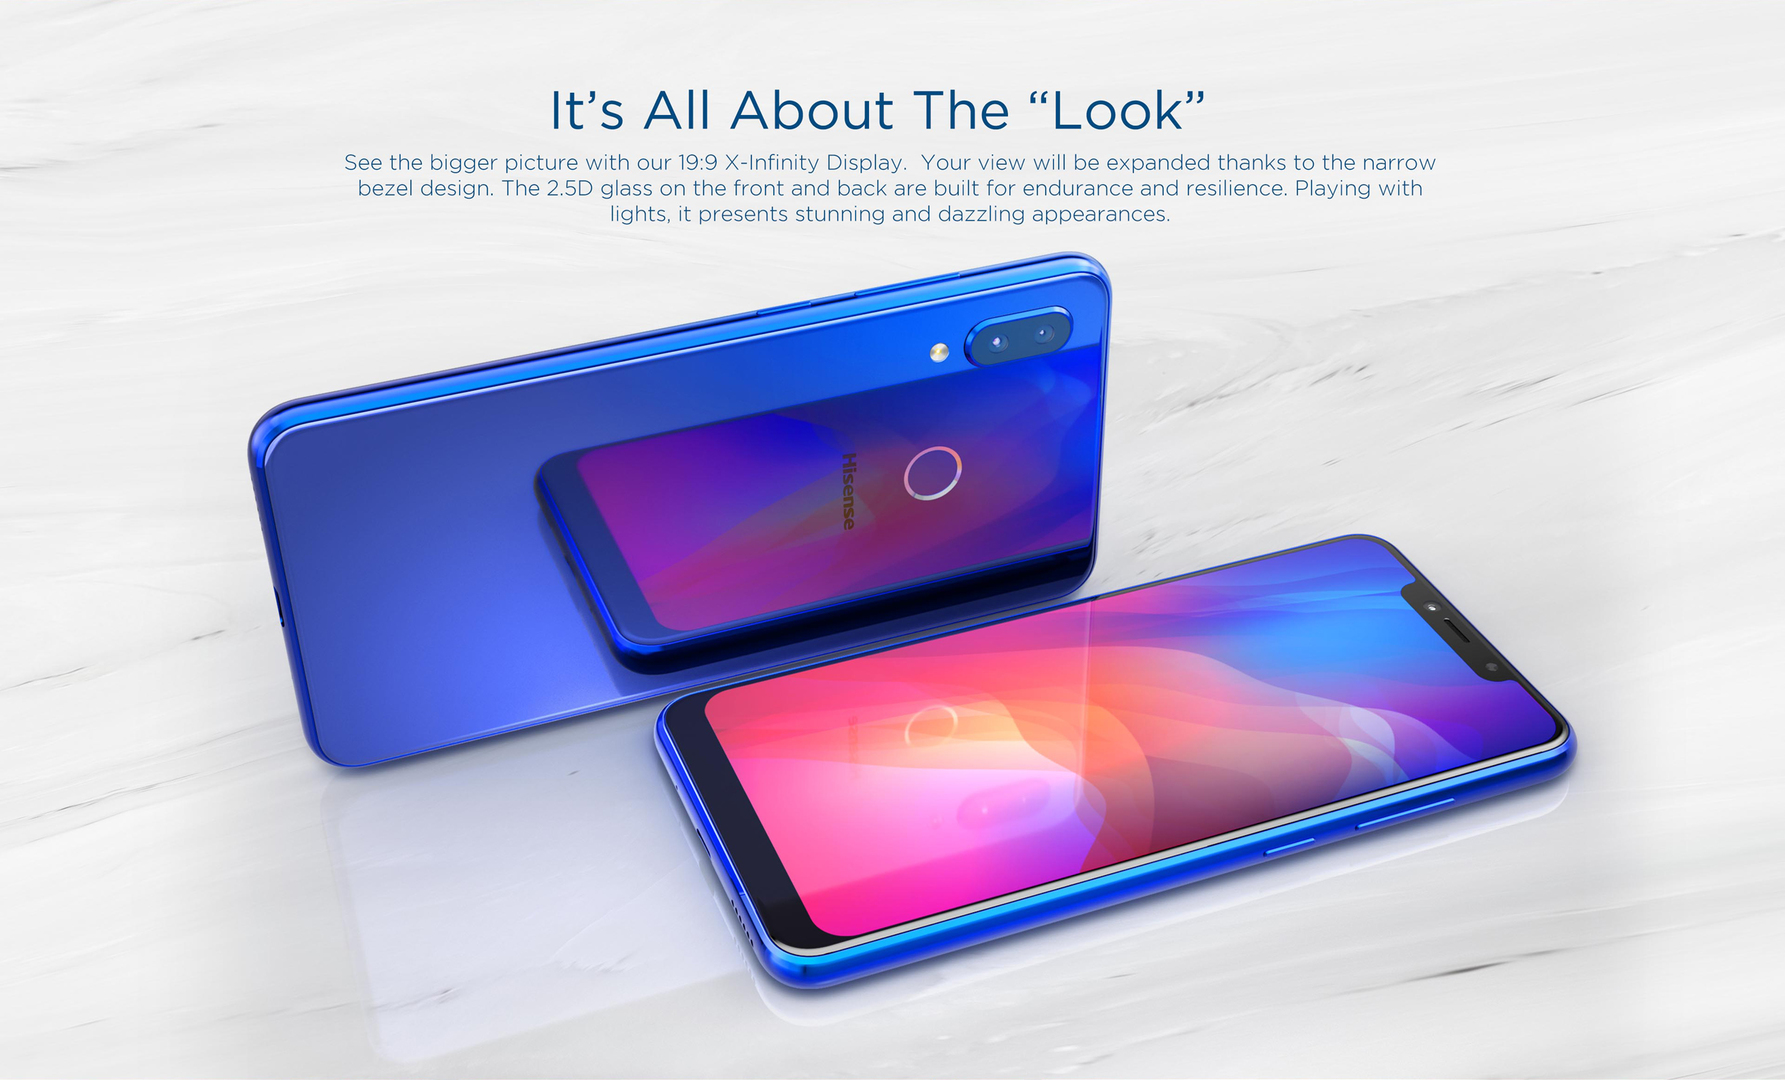 It’s All About The “Look”
See the bigger picture with our 19:9 X-Infinity Display.  Your view will be expanded thanks to the narrow
bezel design. The 2.5D glass on the front and back are built for endurance and resilience. Playing with
lights, it presents stunning and dazzling appearances.
Hisense